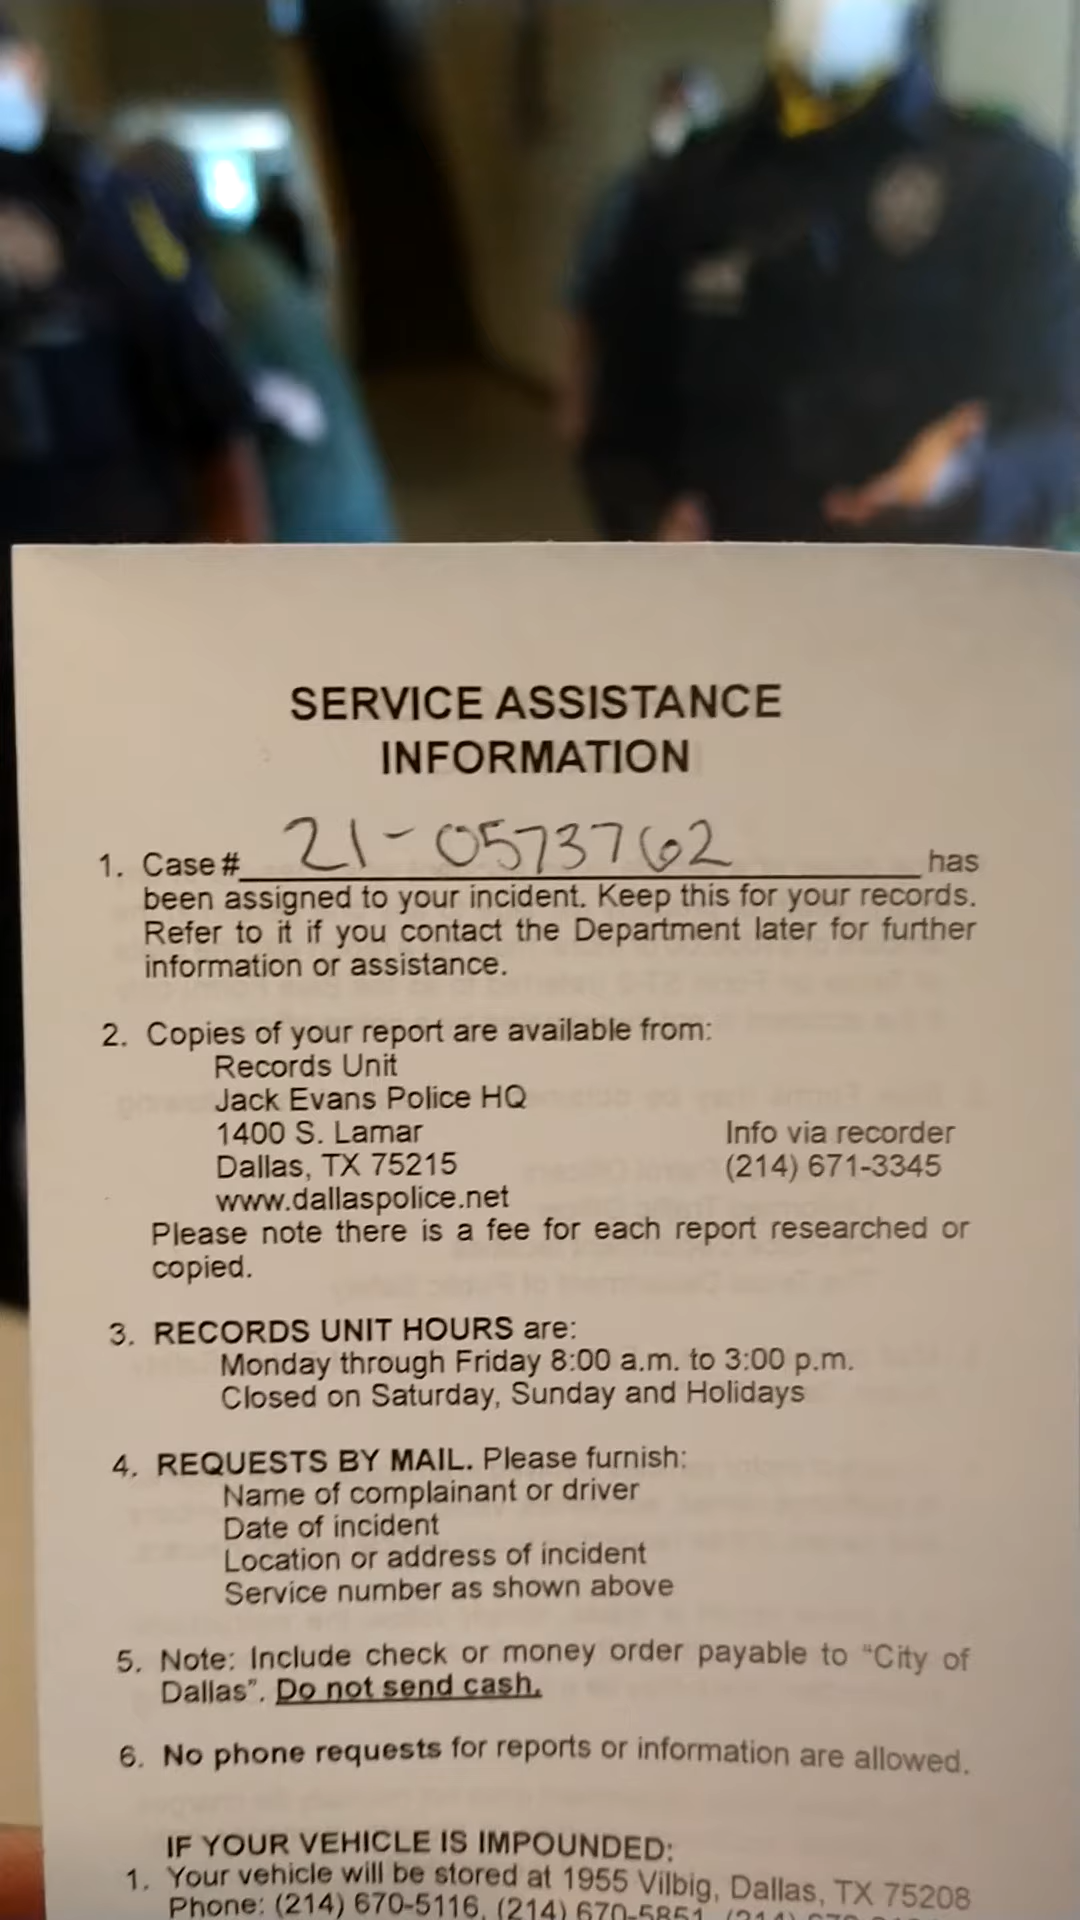 SERVICE ASSISTANCE
INFORMATION
1. Case # 21-0573762 has
been assigned to your incident. Keep this for your records.
Refer to it if you contact the Department later for further
information or assistance.
2. Copies of your report are available from:
Records Unit
Jack Evans Police HQ
1400 S. Lamar Info via recorder
Dallas, TX 75215 (214) 671-3345
www.dallaspolice.net
Please note there is a fee for each report researched or
copied.
3. RECORDS UNIT HOURS are:
Monday through Friday 8:00 a.m. to 3:00 p.m.
Closed on Saturday, Sunday and Holidays
4. REQUESTS BY MAIL. Please furnish:
Name of complainant or driver
Date of incident
Location or address of incident
Service number as shown above
5. Note: Include check or money order payable to “City of
Dallas”. Do not send cash.
6. No phone requests for reports or information are allowed.
IF YOUR VEHICLE IS IMPOUNDED:
1. Your vehicle will be stored at 1955 Vilbig, Dallas, TX 75208
Phone: (214) 670-5116, (214) 670-5851,